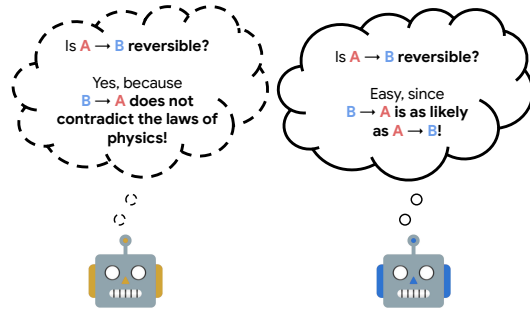 Is A → B reversible?
Yes, because
B → A does not
contradict the laws of
physics!
Is A → B reversible?
Easy, since
B → A is as likely
as A → B!